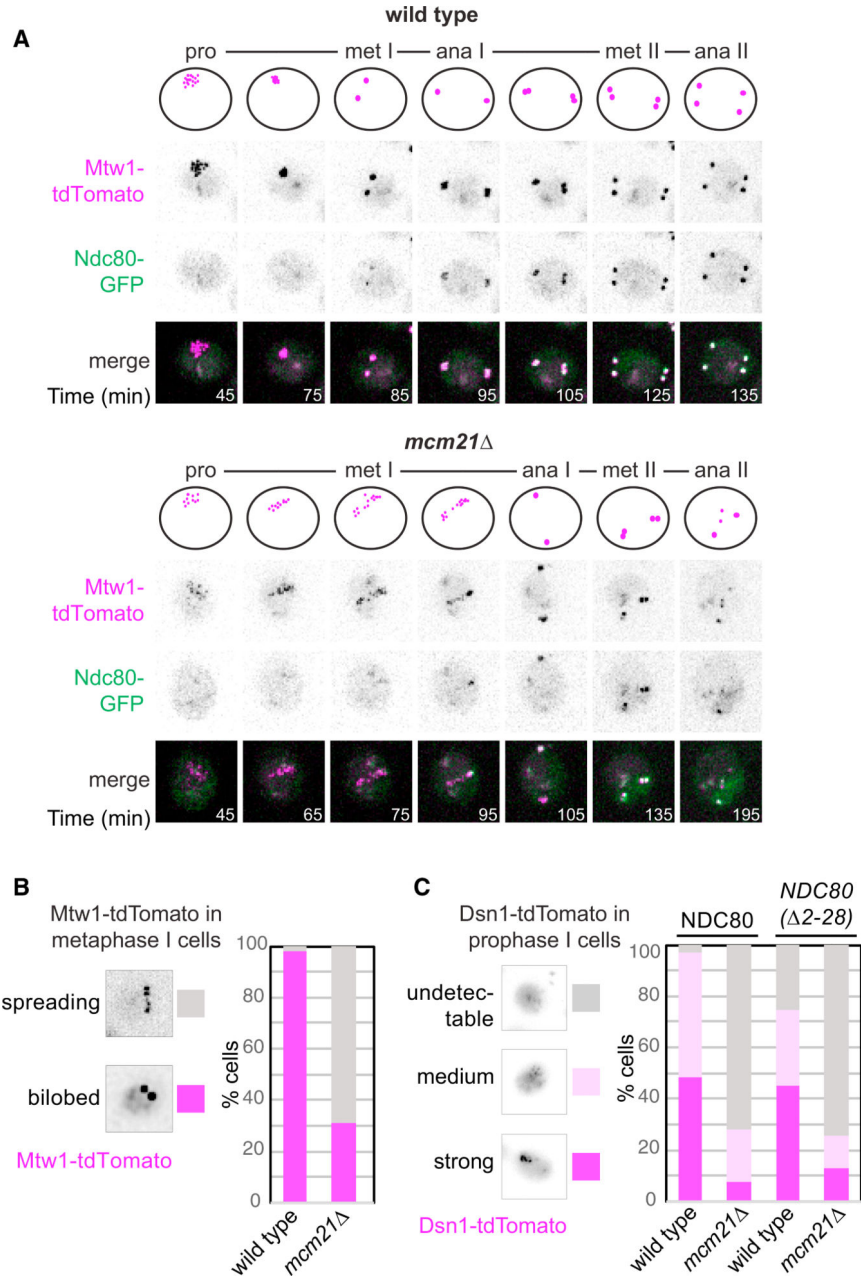 wild type
A
pro met I ana I met II ana II
Mtw1-
tdTomato
Ndc80-
GFP
merge
Time (min) 45 75 85 95 105 125 135
mcm21Δ
pro met I ana I met II ana II
Mtw1-
tdTomato
Ndc80-
GFP
merge
Time (min) 45 65 75 95 105 135 195
B
Mtw1-tdTomato in
metaphase I cells
spreading
bilobed
Mtw1-tdTomato
% cells
100
80
60
40
20
0
wild type
mcm21Δ
C
Dsn1-tdTomato in
prophase I cells
undetec-
table
medium
strong
Dsn1-tdTomato
NDC80
NDC80
(Δ2-28)
% cells
100
80
60
40
20
0
wild type
mcm21Δ
wild type
mcm21Δ